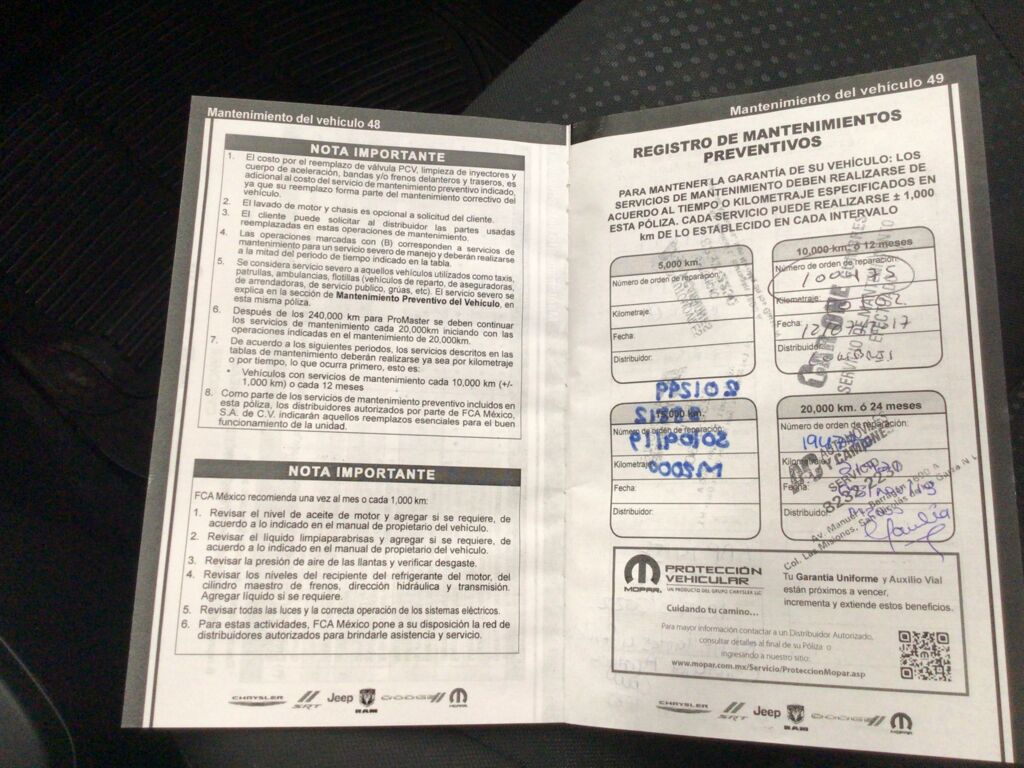 Mantenimiento del vehículo 48
NOTA IMPORTANTE
1. El costo por el reemplazo de válvula PCV, limpieza de inyectores y
cuerpo de aceleración, bandas y/o frenos delanteros y traseros, es
adicional al costo del servicio de mantenimiento preventivo indicado,
ya que su reemplazo forma parte del mantenimiento correctivo del
vehículo.
2. El lavado de motor y chasis es opcional a solicitud del cliente.
3. El cliente puede solicitar al distribuidor las partes usadas
reemplazadas en estas operaciones de mantenimiento.
4. Las operaciones marcadas con (B) corresponden a servicios de
mantenimiento para un servicio severo de manejo y deberán realizarse
a la mitad del periodo de tiempo indicado en la tabla.
5. Se considera servicio severo a aquellos vehículos utilizados como taxis,
patrullas, ambulancias, flotillas (vehículos de reparto, de aseguradoras,
de arrendadoras, de servicio publico, grúas, etc). El servicio severo se
explica en la sección de Mantenimiento Preventivo del Vehículo, en
esta misma póliza.
6. Después de los 240,000 km para ProMaster se deben continuar
los servicios de mantenimiento cada 20,000km iniciando con las
operaciones indicadas en el mantenimiento de 20,000km.
7. De acuerdo a los siguientes periodos, los servicios descritos en las
tablas de mantenimiento deberán realizarse ya sea por kilometraje
o por tiempo, lo que ocurra primero, esto es:
• Vehículos con servicios de mantenimiento cada 10,000 km (+/-
1,000 km) o cada 12 meses
8. Como parte de los servicios de mantenimiento preventivo incluidos en
esta póliza, los distribuidores autorizados por parte de FCA México,
S.A. de C.V. indicarán aquellos reemplazos esenciales para el buen
funcionamiento de la unidad.
NOTA IMPORTANTE
FCA México recomienda una vez al mes o cada 1,000 km:
1. Revisar el nivel de aceite de motor y agregar si se requiere, de
acuerdo a lo indicado en el manual de propietario del vehículo.
2. Revisar el líquido limpiaparabrisas y agregar si se requiere, de
acuerdo a lo indicado en el manual de propietario del vehículo.
3. Revisar la presión de aire de las llantas y verificar desgaste.
4. Revisar los niveles del recipiente del refrigerante del motor, del
cilindro maestro de frenos, dirección hidráulica y transmisión.
Agregar líquido si se requiere.
5. Revisar todas las luces y la correcta operación de los sistemas eléctricos.
6. Para estas actividades, FCA México pone a su disposición la red de
distribuidores autorizados para brindarle asistencia y servicio.
CHRYSLER SRT Jeep RAM DODGE MOPAR
Mantenimiento del vehículo 49
REGISTRO DE MANTENIMIENTOS
PREVENTIVOS
PARA MANTENER LA GARANTÍA DE SU VEHÍCULO: LOS
SERVICIOS DE MANTENIMIENTO DEBEN REALIZARSE DE
ACUERDO AL TIEMPO O KILOMETRAJE ESPECIFICADOS EN
ESTA PÓLIZA. CADA SERVICIO PUEDE REALIZARSE ± 1,000
km DE LO ESTABLECIDO EN CADA INTERVALO
5,000 km.
Número de orden de reparación:
Kilometraje:
Fecha:
Distribuidor:
10,000 km. ó 12 meses
Número de orden de reparación:
100475
Kilometraje:
Fecha:
Distribuidor:
SERVICIO DE MANTENIMIENTO
EFECTUADO
15,000 km.
Número de orden de reparación:
Kilometraje:
Fecha:
Distribuidor:
20,000 km. ó 24 meses
Número de orden de reparación:
Kilometraje:
Fecha:
Distribuidor:
AUTOMOVILES
Y CAMIONES
MOPAR
PROTECCIÓN
VEHICULAR
UN PRODUCTO DEL GRUPO CHRYSLER LLC
Cuidando tu camino...
Tu Garantía Uniforme y Auxilio Vial
están próximos a vencer,
incrementa y extiende estos beneficios.
Para mayor información contactar a un Distribuidor Autorizado,
consultar detalles al final de su Póliza o
ingresando a nuestro sitio:
www.mopar.com.mx/Servicio/ProteccionMopar.asp
CHRYSLER SRT Jeep RAM DODGE MOPAR